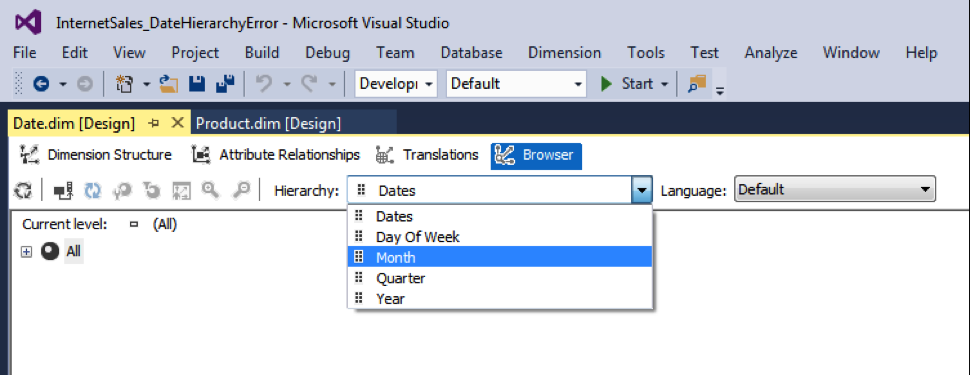 InternetSales_DateHierarchyError - Microsoft Visual Studio
File Edit View Project Build Debug Team Database Dimension Tools Test Analyze Window Help
Developi Default Start
Date.dim [Design] Product.dim [Design]
Dimension Structure Attribute Relationships Translations Browser
Hierarchy: Dates Language: Default
Current level: (All)
All
Dates
Day Of Week
Month
Quarter
Year